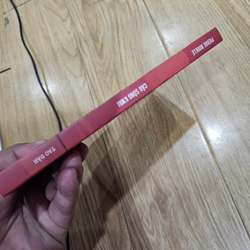 PIERRE BOULLE
CẦU SÔNG KWAI
TAO ĐÀN